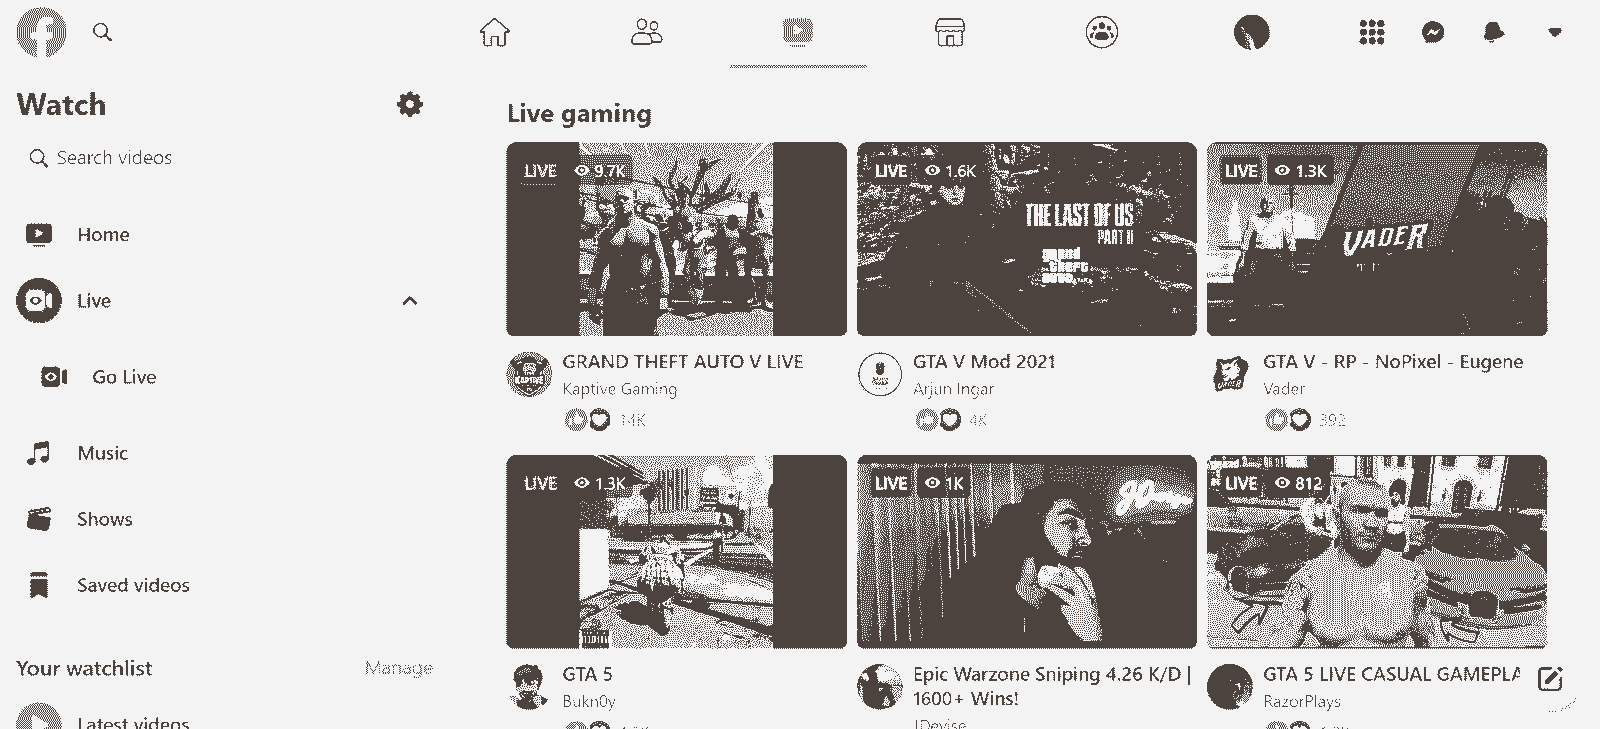 Watch
Search videos
Home
Live
Go Live
Music
Shows
Saved videos
Your watchlist
Manage
Latest videos
Live gaming
LIVE 9.7K
GRAND THEFT AUTO V LIVE
Kaptive Gaming
14K
LIVE 1.6K
THE LAST OF US
PART II
grand
theft
GTA V Mod 2021
Arjun Ingar
4K
LIVE 1.3K
VADER
GTA V - RP - NoPixel - Eugene
Vader
392
LIVE 1.3K
GTA 5
Bukn0y
LIVE 1K
Epic Warzone Sniping 4.26 K/D |
1600+ Wins!
JDevise
LIVE 812
GTA 5 LIVE CASUAL GAMEPLA
RazorPlays